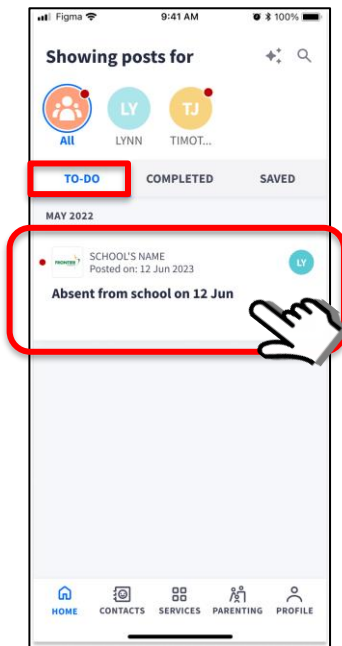 Figma 9:41 AM 100%
Showing posts for
LY TJ
All LYNN TIMOT...
TO-DO COMPLETED SAVED
MAY 2022
SCHOOL'S NAME
Posted on: 12 Jun 2023
LY
Absent from school on 12 Jun
HOME CONTACTS SERVICES PARENTING PROFILE